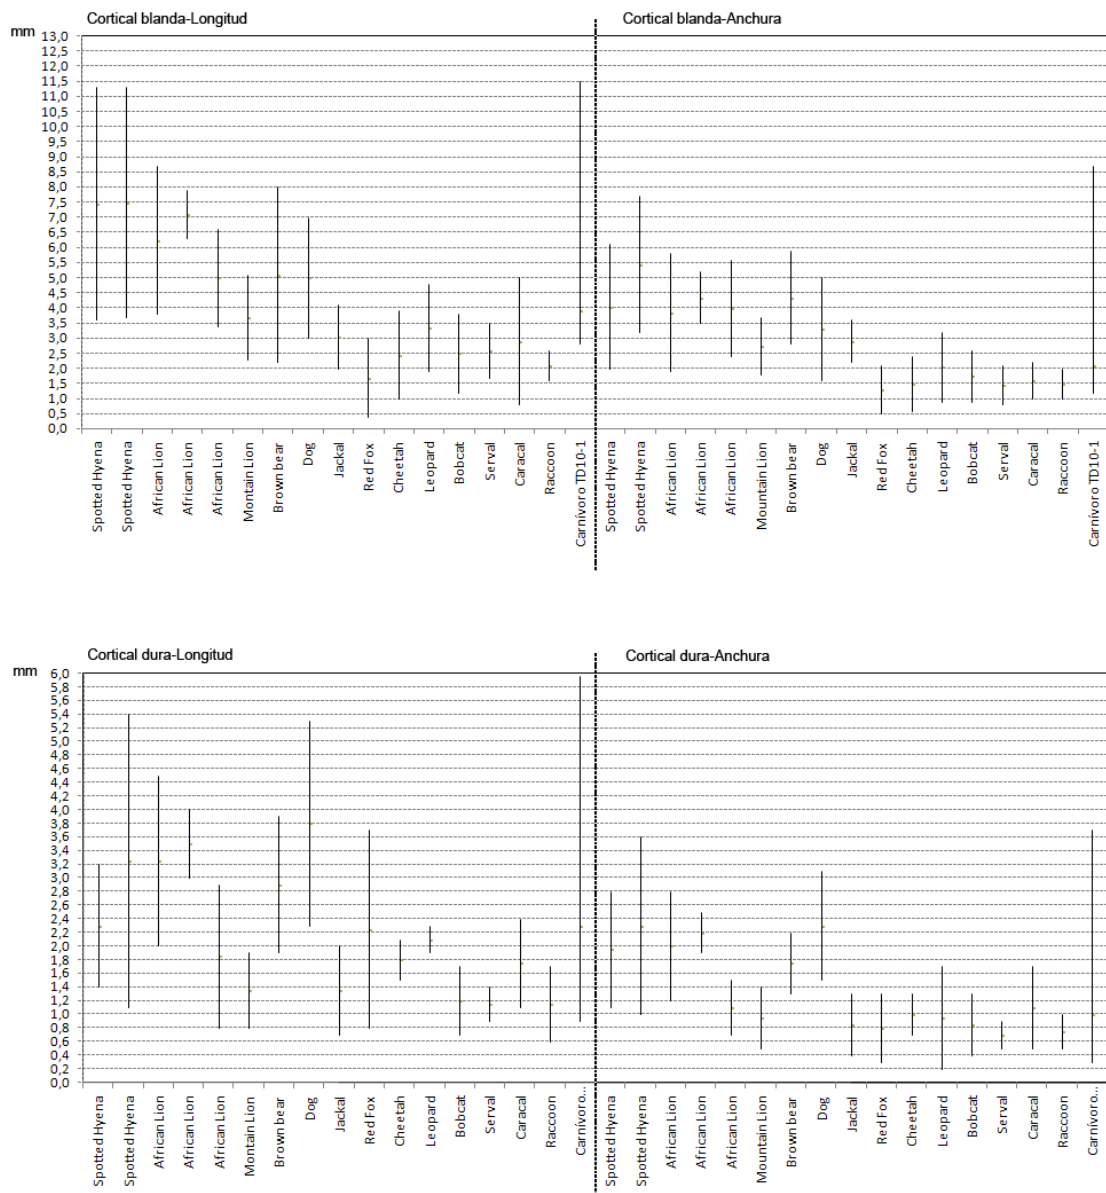 Cortical blanda-Longitud
Cortical blanda-Anchura
mm
13,0
12,5
12,0
11,5
11,0
10,5
10,0
9,5
9,0
8,5
8,0
7,5
7,0
6,5
6,0
5,5
5,0
4,5
4,0
3,5
3,0
2,5
2,0
1,5
1,0
0,5
0,0
Spotted Hyena
Spotted Hyena
African Lion
African Lion
African Lion
Montain Lion
Brown bear
Dog
Jackal
Red Fox
Cheetah
Leopard
Bobcat
Serval
Caracal
Raccoon
Carnívoro TD10-1
Spotted Hyena
Spotted Hyena
African Lion
African Lion
African Lion
Mountain Lion
Brown bear
Dog
Jackal
Red Fox
Cheetah
Leopard
Bobcat
Serval
Caracal
Raccoon
Carnívoro TD10-1
Cortical dura-Longitud
Cortical dura-Anchura
mm
6,0
5,8
5,6
5,4
5,2
5,0
4,8
4,6
4,4
4,2
4,0
3,8
3,6
3,4
3,2
3,0
2,8
2,6
2,4
2,2
2,0
1,8
1,6
1,4
1,2
1,0
0,8
0,6
0,4
0,2
0,0
Spotted Hyena
Spotted Hyena
African Lion
African Lion
African Lion
Montain Lion
Brown bear
Dog
Jackal
Red Fox
Cheetah
Leopard
Bobcat
Serval
Caracal
Raccoon
Carnívoro...
Spotted Hyena
Spotted Hyena
African Lion
African Lion
African Lion
Mountain Lion
Brown bear
Dog
Jackal
Red Fox
Cheetah
Leopard
Bobcat
Serval
Caracal
Raccoon
Carnívoro...